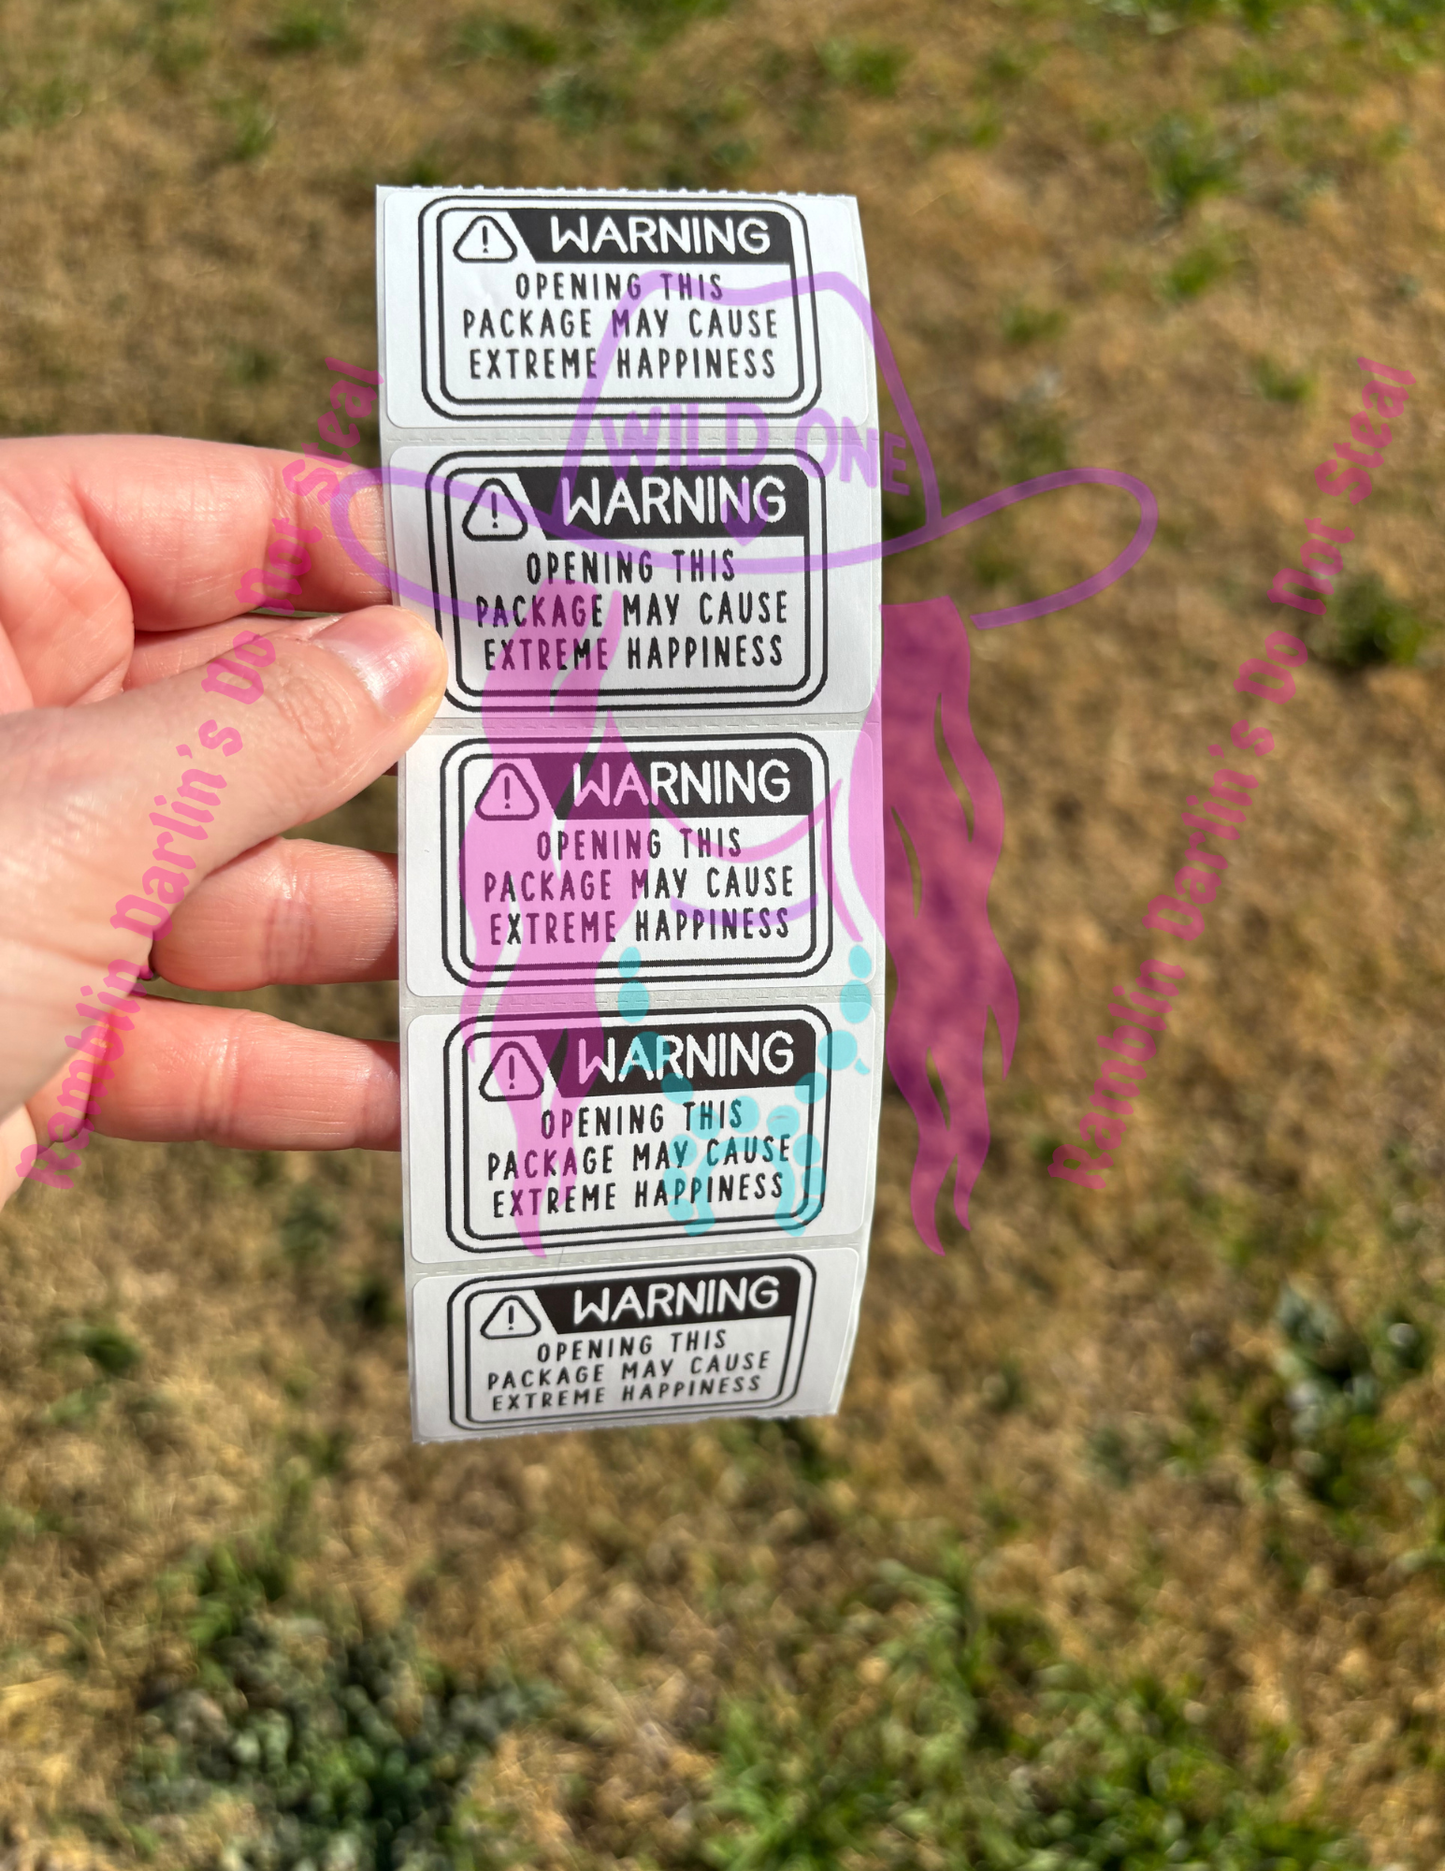 WARNING
OPENING THIS
PACKAGE MAY CAUSE
EXTREME HAPPINESS
WILD ONE
WARNING
OPENING THIS
PACKAGE MAY CAUSE
EXTREME HAPPINESS
WARNING
OPENING THIS
PACKAGE MAY CAUSE
EXTREME HAPPINESS
WARNING
OPENING THIS
PACKAGE MAY CAUSE
EXTREME HAPPINESS
WARNING
OPENING THIS
PACKAGE MAY CAUSE
EXTREME HAPPINESS
Ramblin Darlin's Do Not Steal
Ramblin Darlin's Do Not Steal